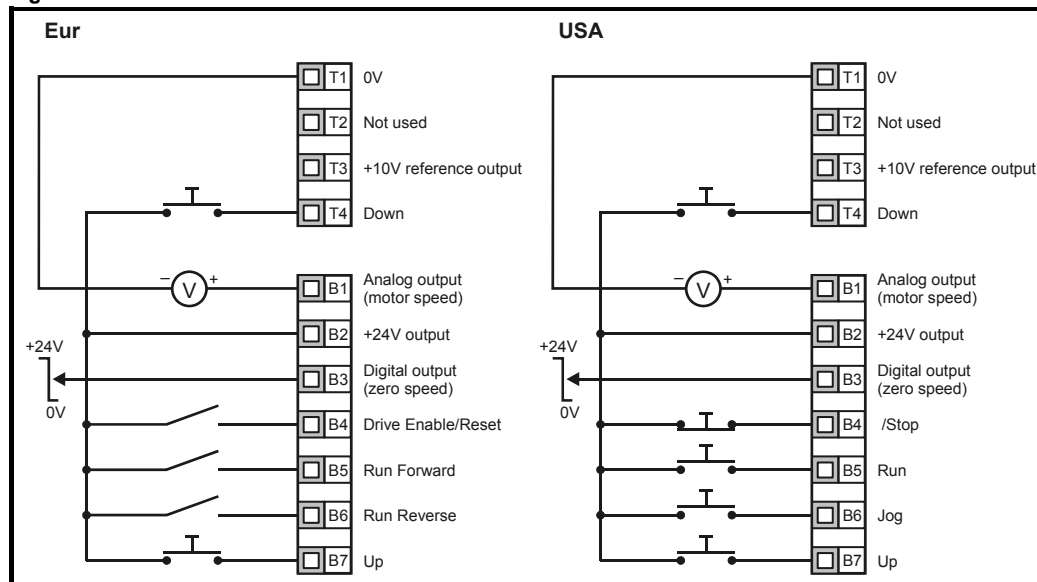 Eur
T1 0V
T2 Not used
T3 +10V reference output
T4 Down
– V +
B1 Analog output
(motor speed)
B2 +24V output
+24V
0V
B3 Digital output
(zero speed)
B4 Drive Enable/Reset
B5 Run Forward
B6 Run Reverse
B7 Up
USA
T1 0V
T2 Not used
T3 +10V reference output
T4 Down
– V +
B1 Analog output
(motor speed)
B2 +24V output
+24V
0V
B3 Digital output
(zero speed)
B4 /Stop
B5 Run
B6 Jog
B7 Up